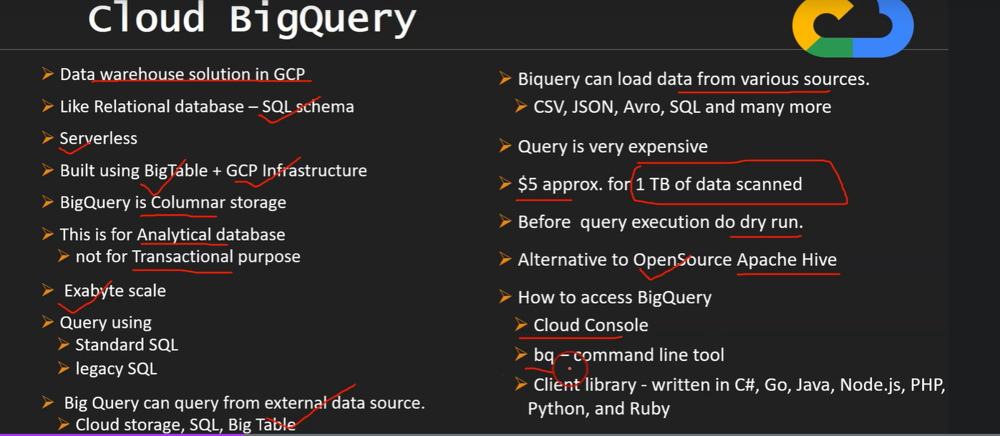 Cloud BigQuery
Data warehouse solution in GCP
Like Relational database – SQL schema
Serverless
Built using BigTable + GCP Infrastructure
BigQuery is Columnar storage
This is for Analytical database
not for Transactional purpose
Exabyte scale
Query using
Standard SQL
legacy SQL
Big Query can query from external data source.
Cloud storage, SQL, Big Table
Biquery can load data from various sources.
CSV, JSON, Avro, SQL and many more
Query is very expensive
$5 approx. for 1 TB of data scanned
Before query execution do dry run.
Alternative to OpenSource Apache Hive
How to access BigQuery
Cloud Console
bq – command line tool
Client library - written in C#, Go, Java, Node.js, PHP,
Python, and Ruby